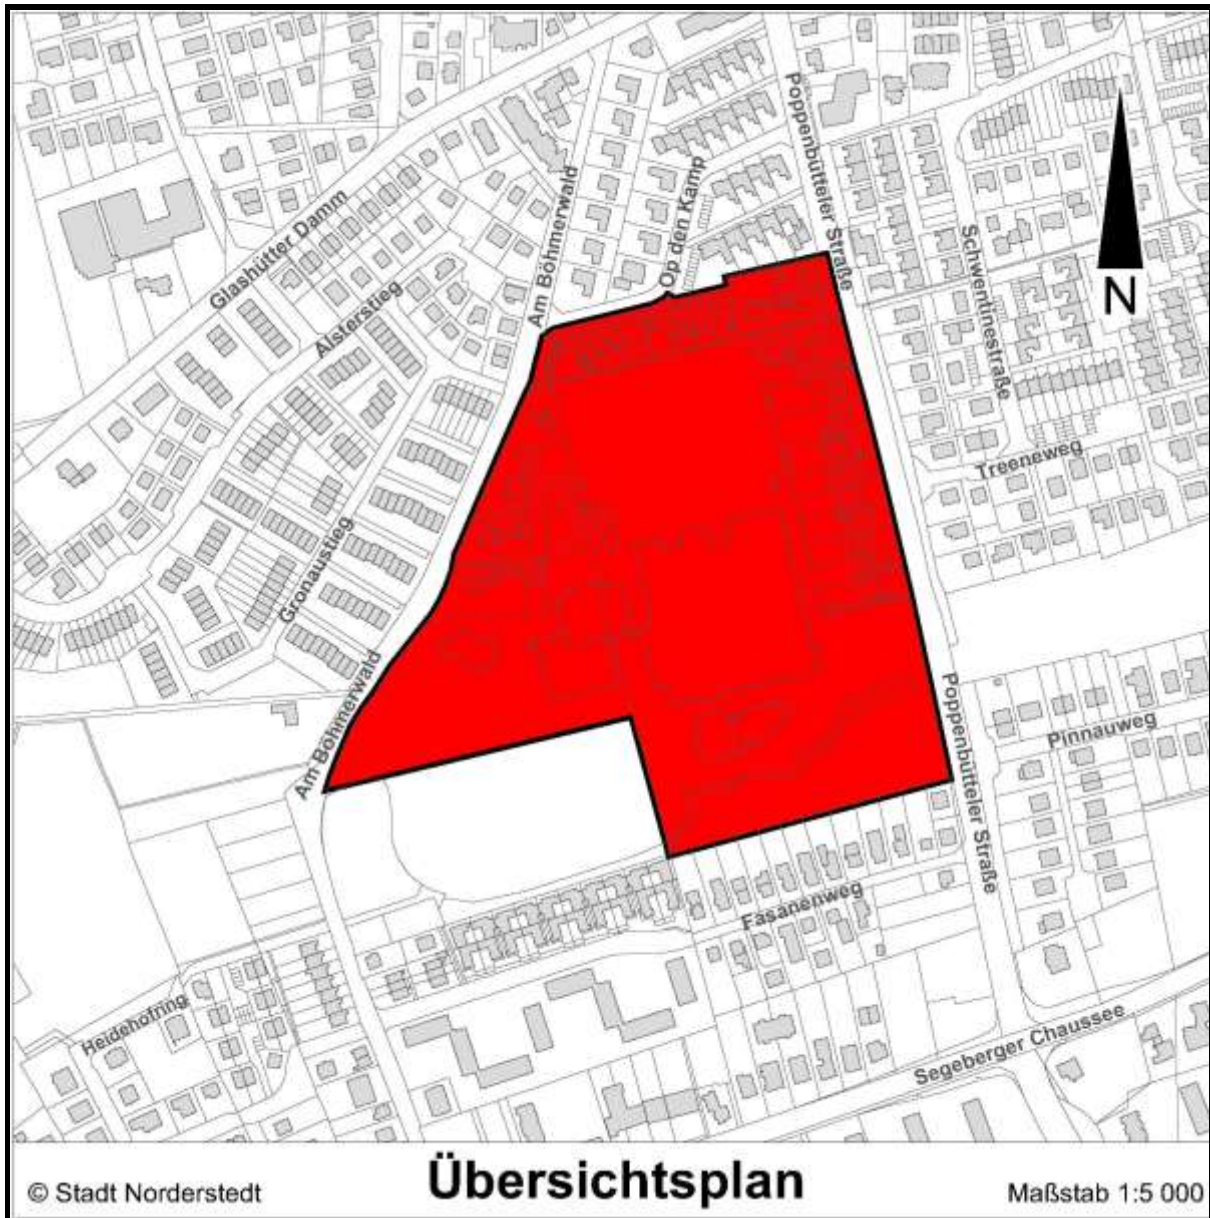 Poppenbütteler Straße
Am Böhmerwald
Op den Kamp
Glashütter Damm
Schwentinestraße
Alsterstieg
N
Treeneweg
Gronaustieg
Am Böhmerwald
Poppenbütteler Straße
Pinnauweg
Fasanenweg
Heidehofring
Segeberger Chaussee
© Stadt Norderstedt
Übersichtsplan
Maßstab 1:5 000